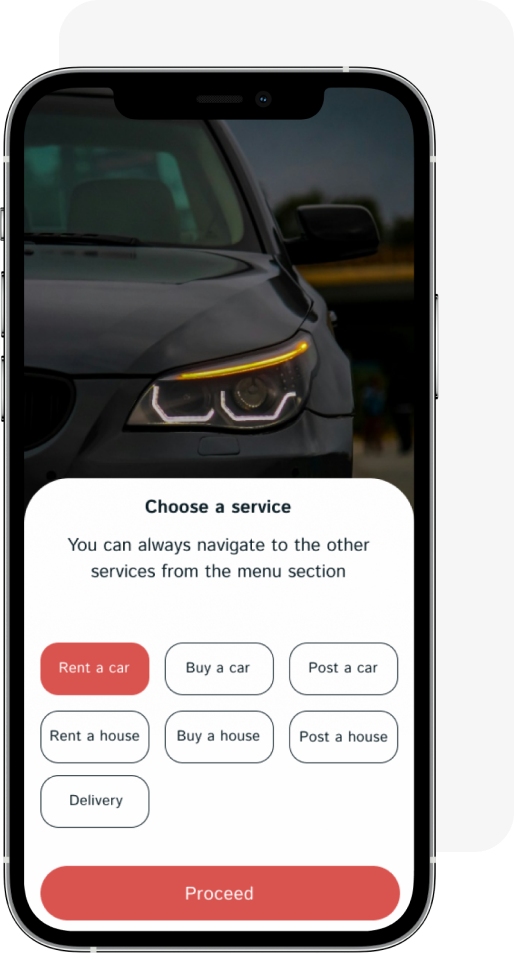 Choose a service
You can always navigate to the other
services from the menu section
Rent a car
Buy a car
Post a car
Rent a house
Buy a house
Post a house
Delivery
Proceed